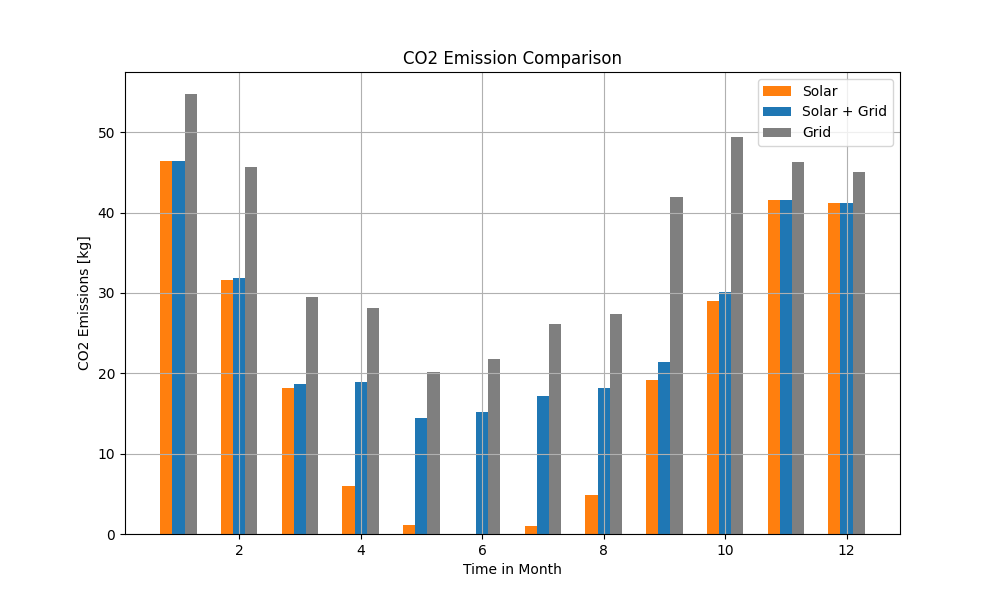 CO2 Emission Comparison
Solar
Solar + Grid
Grid
CO2 Emissions [kg]
50
40
30
20
10
0
2 4 6 8 10 12
Time in Month